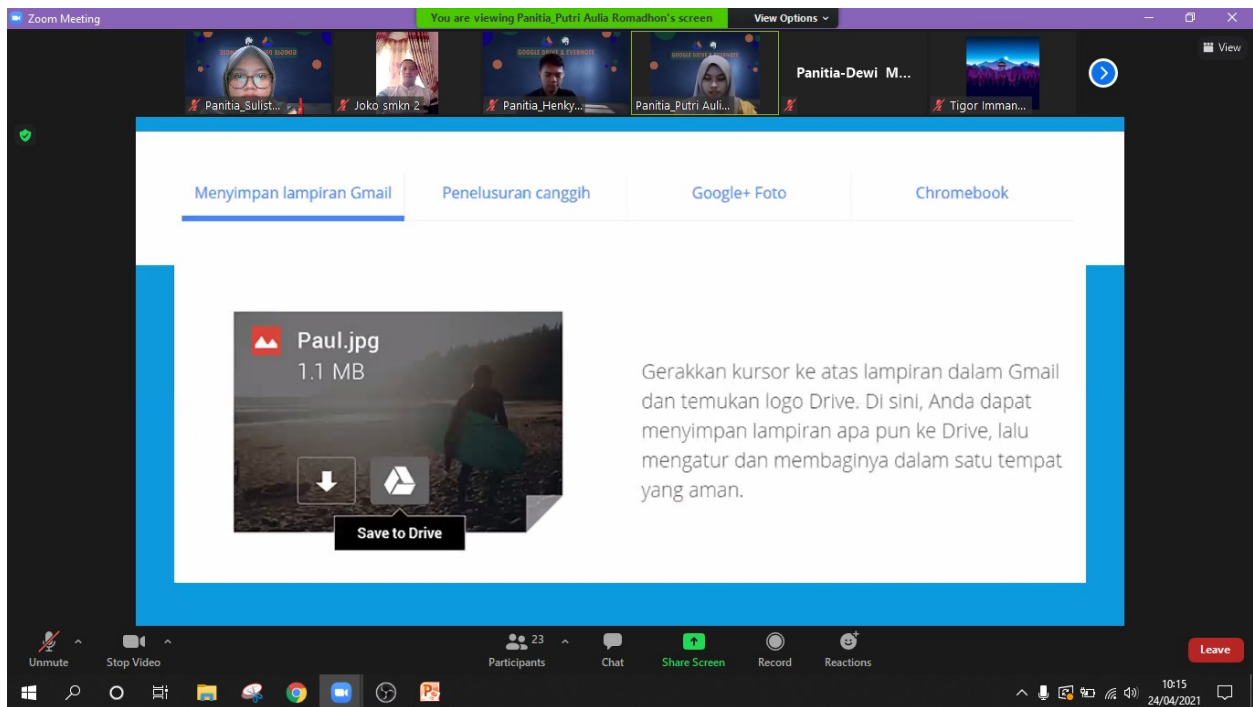 Zoom Meeting
You are viewing Panitia_Putri Aulia Romadhon's screen
View Options
View
GOOGLE DRIVE & EVERNOTE
Panitia_Sulist...
Joko smkn 2
Panitia_Henky...
Panitia_Putri Auli...
Panitia-Dewi M...
Tigor Imman...
Menyimpan lampiran Gmail
Penelusuran canggih
Google+ Foto
Chromebook
Paul.jpg
1.1 MB
Save to Drive
Gerakkan kursor ke atas lampiran dalam Gmail
dan temukan logo Drive. Di sini, Anda dapat
menyimpan lampiran apa pun ke Drive, lalu
mengatur dan membaginya dalam satu tempat
yang aman.
Unmute
Stop Video
23
Participants
Chat
Share Screen
Record
Reactions
Leave
10:15
24/04/2021